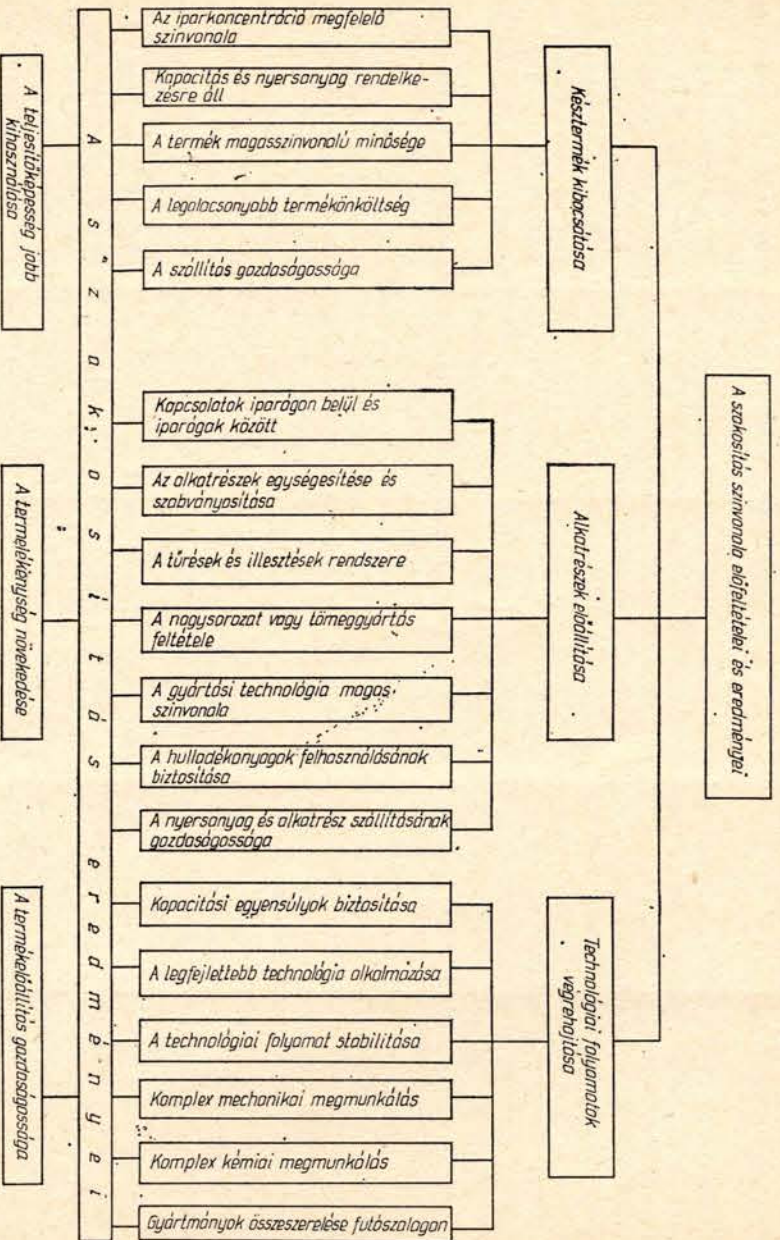 A szakosítás szinvonala előfeltételei és eredményei
Késztermék kibocsátása
Alkatrészek előállítása
Technológiai folyamatok
végrehajtása
Az iparkoncentráció megfelelő
szinvonala
Kapacitás és nyersanyag rendelke-
zésre áll
A termék magasszinvonalú minősége
A legalacsonyabb termékönköltség
A szállítás gazdaságossága
Kapcsolatok iparágon belül és
iparágak között
Az alkatrészek egységesítése és
szabványosítása
A tűrések és illesztések rendszere
A nagysorozat vagy tömeggyártás
feltétele
A gyártási technológia magas
szinvonala
A hulladékanyagok felhasználásának
biztosítása
A nyersanyag és alkatrész szállításának
gazdaságossága
Kapacitási egyensúlyok biztosítása
A legfejlettebb technológia alkalmazása
A technológiai folyamat stabilitása
Komplex mechanikai megmunkálás
Komplex kémiai megmunkálás
Gyártmányok összeszerelése futószalagon
A szakosítás eredményei
A teljesítőképesség jobb
kihasználása
A termelékenység növekedése
A termékelőállítás gazdaságossága